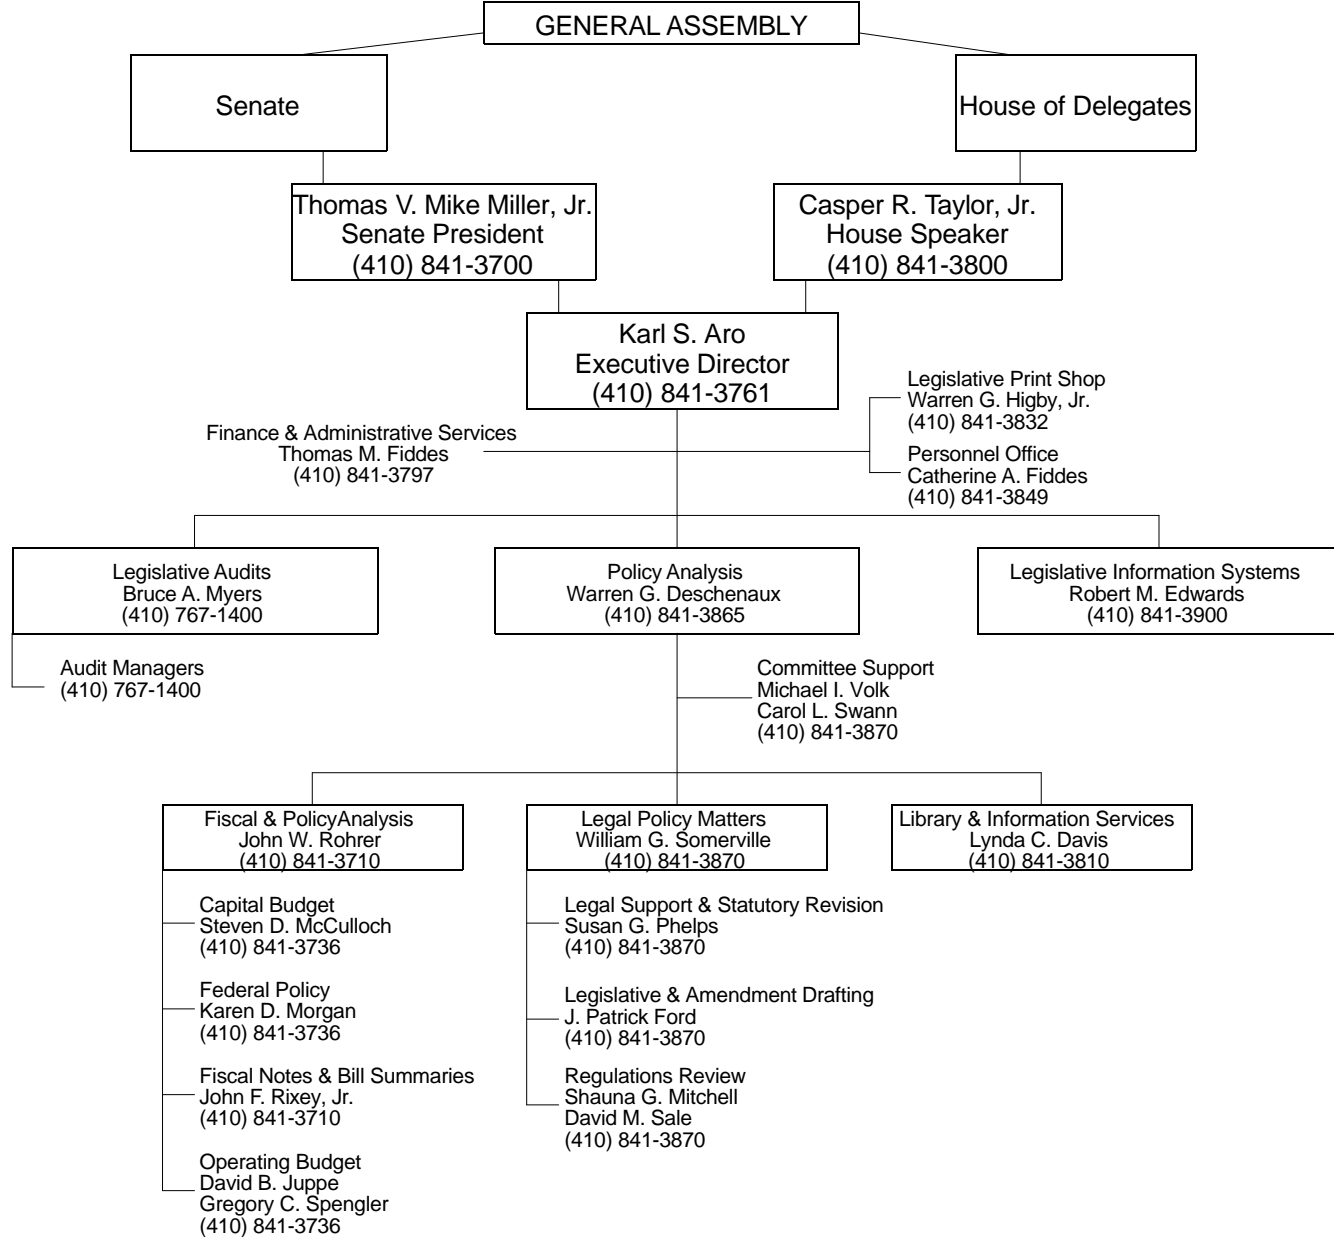 GENERAL ASSEMBLY
Senate
House of Delegates
Thomas V. Mike Miller, Jr.
Senate President
(410) 841-3700
Casper R. Taylor, Jr.
House Speaker
(410) 841-3800
Karl S. Aro
Executive Director
(410) 841-3761
Legislative Print Shop
Warren G. Higby, Jr.
(410) 841-3832
Finance & Administrative Services
Thomas M. Fiddes
(410) 841-3797
Personnel Office
Catherine A. Fiddes
(410) 841-3849
Legislative Audits
Bruce A. Myers
(410) 767-1400
Policy Analysis
Warren G. Deschenaux
(410) 841-3865
Legislative Information Systems
Robert M. Edwards
(410) 841-3900
Audit Managers
(410) 767-1400
Committee Support
Michael I. Volk
Carol L. Swann
(410) 841-3870
Fiscal & PolicyAnalysis
John W. Rohrer
(410) 841-3710
Legal Policy Matters
William G. Somerville
(410) 841-3870
Library & Information Services
Lynda C. Davis
(410) 841-3810
Capital Budget
Steven D. McCulloch
(410) 841-3736
Federal Policy
Karen D. Morgan
(410) 841-3736
Fiscal Notes & Bill Summaries
John F. Rixey, Jr.
(410) 841-3710
Operating Budget
David B. Juppe
Gregory C. Spengler
(410) 841-3736
Legal Support & Statutory Revision
Susan G. Phelps
(410) 841-3870
Legislative & Amendment Drafting
J. Patrick Ford
(410) 841-3870
Regulations Review
Shauna G. Mitchell
David M. Sale
(410) 841-3870